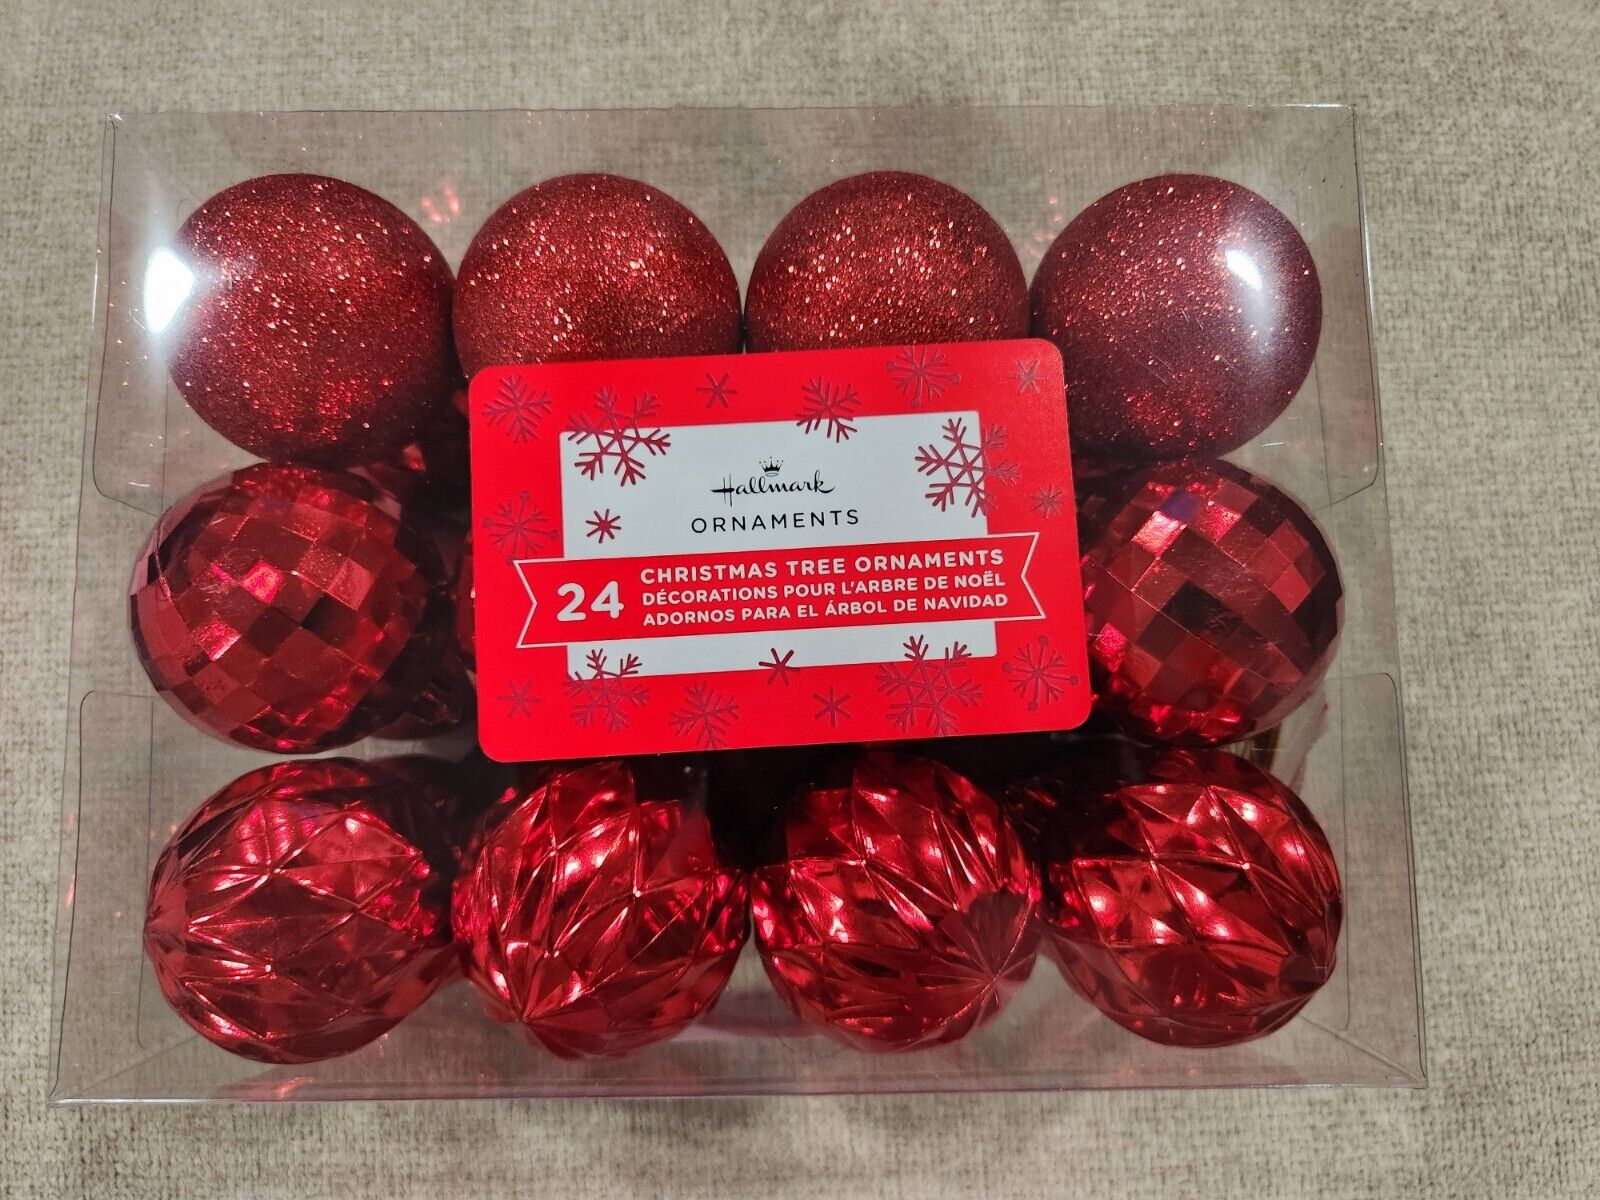 Hallmark
ORNAMENTS
24
CHRISTMAS TREE ORNAMENTS
DÉCORATIONS POUR L'ARBRE DE NOËL
ADORNOS PARA EL ÁRBOL DE NAVIDAD